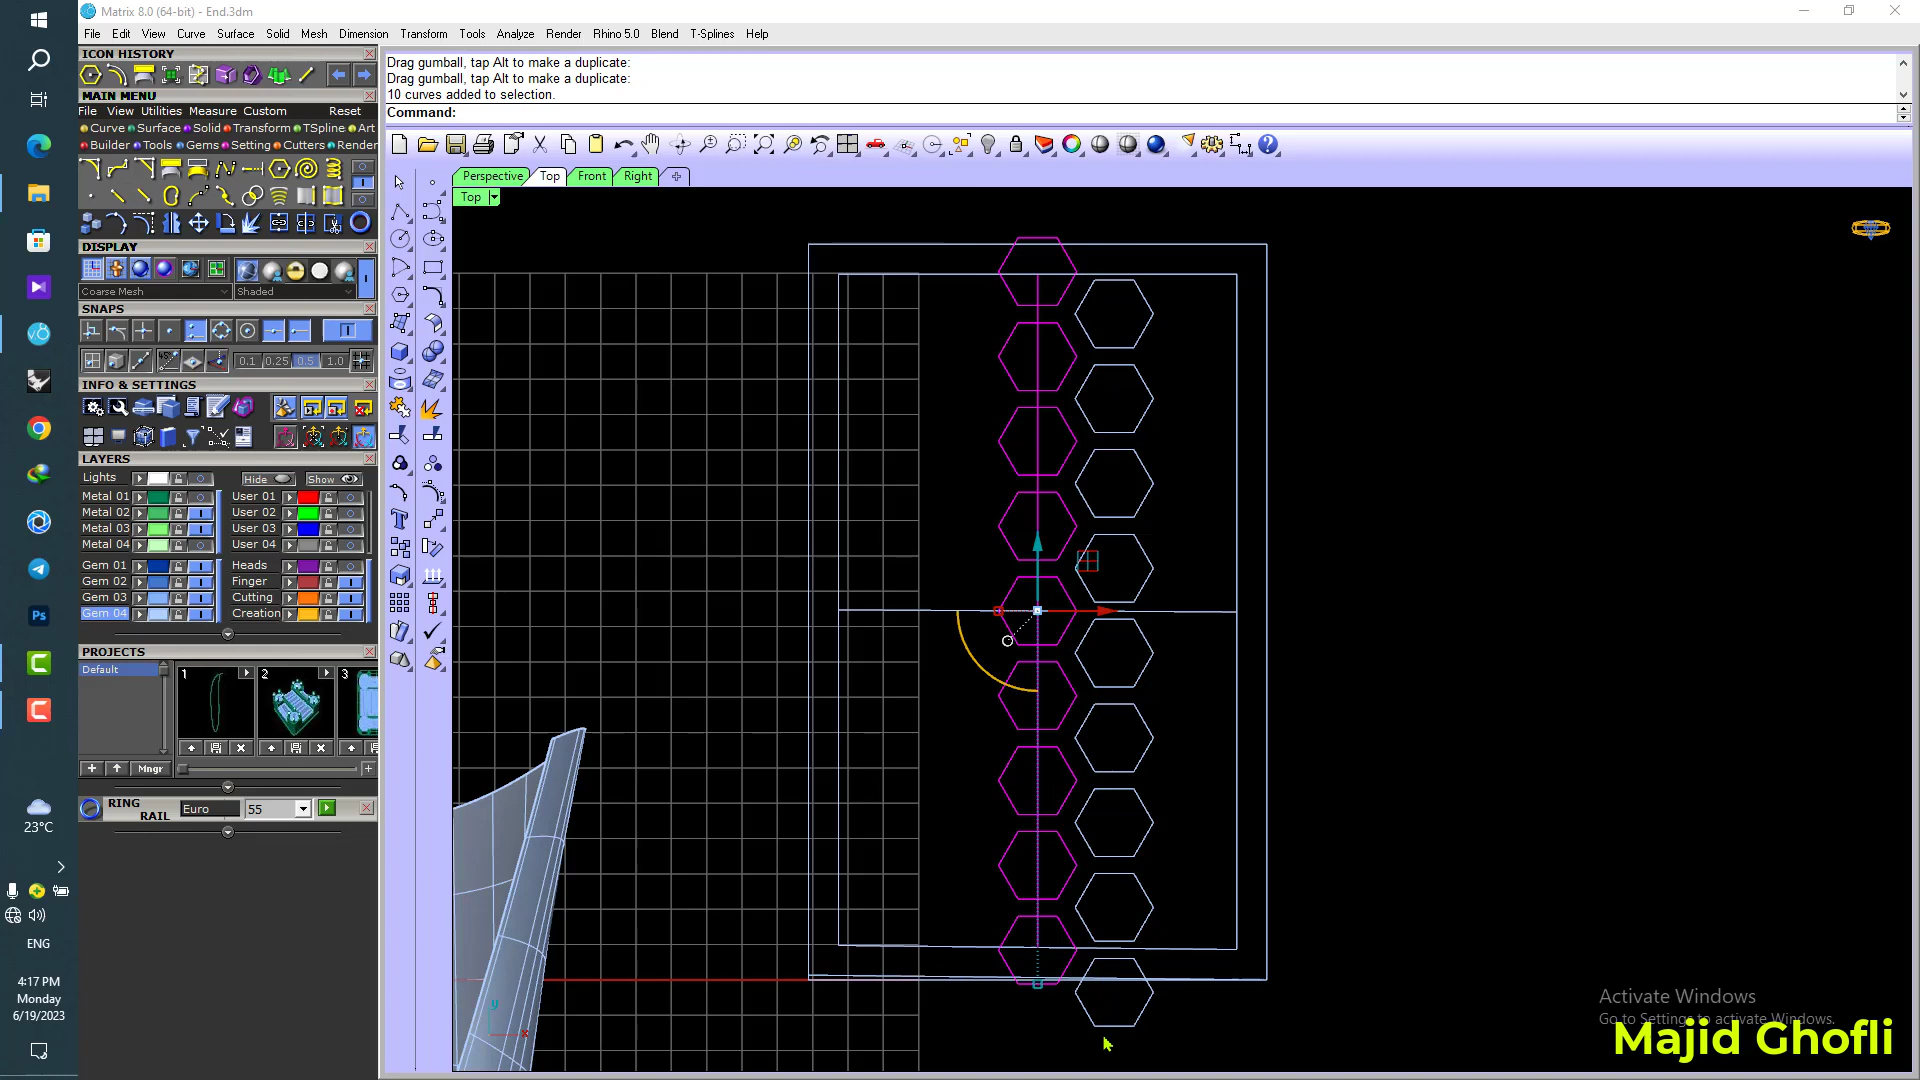 Matrix 8.0 (64-bit) - End.3dm
File Edit View Curve Surface Solid Mesh Dimension Transform Tools Analyze Render Rhino 5.0 Blend T-Splines Help
ICON HISTORY
MAIN MENU
File View Utilities Measure Custom Reset
Curve Surface Solid Transform TSpline Art
Builder Tools Gems Setting Cutters Render
DISPLAY
Coarse Mesh Shaded
SNAPS
0.1 0.25 0.5 1.0
INFO & SETTINGS
LAYERS
Lights Hide Show
Metal 01 User 01
Metal 02 User 02
Metal 03 User 03
Metal 04 User 04
Gem 01 Heads
Gem 02 Finger
Gem 03 Cutting
Gem 04 Creation
PROJECTS
Default
1 2 3
Mngr
RING RAIL Euro 55
Drag gumball, tap Alt to make a duplicate:
Drag gumball, tap Alt to make a duplicate:
10 curves added to selection.
Command:
Perspective Top Front Right
Top
y
x
23°C
ENG
4:17 PM
Monday
6/19/2023
Activate Windows
Go to Settings to activate Windows.
Majid Ghofli